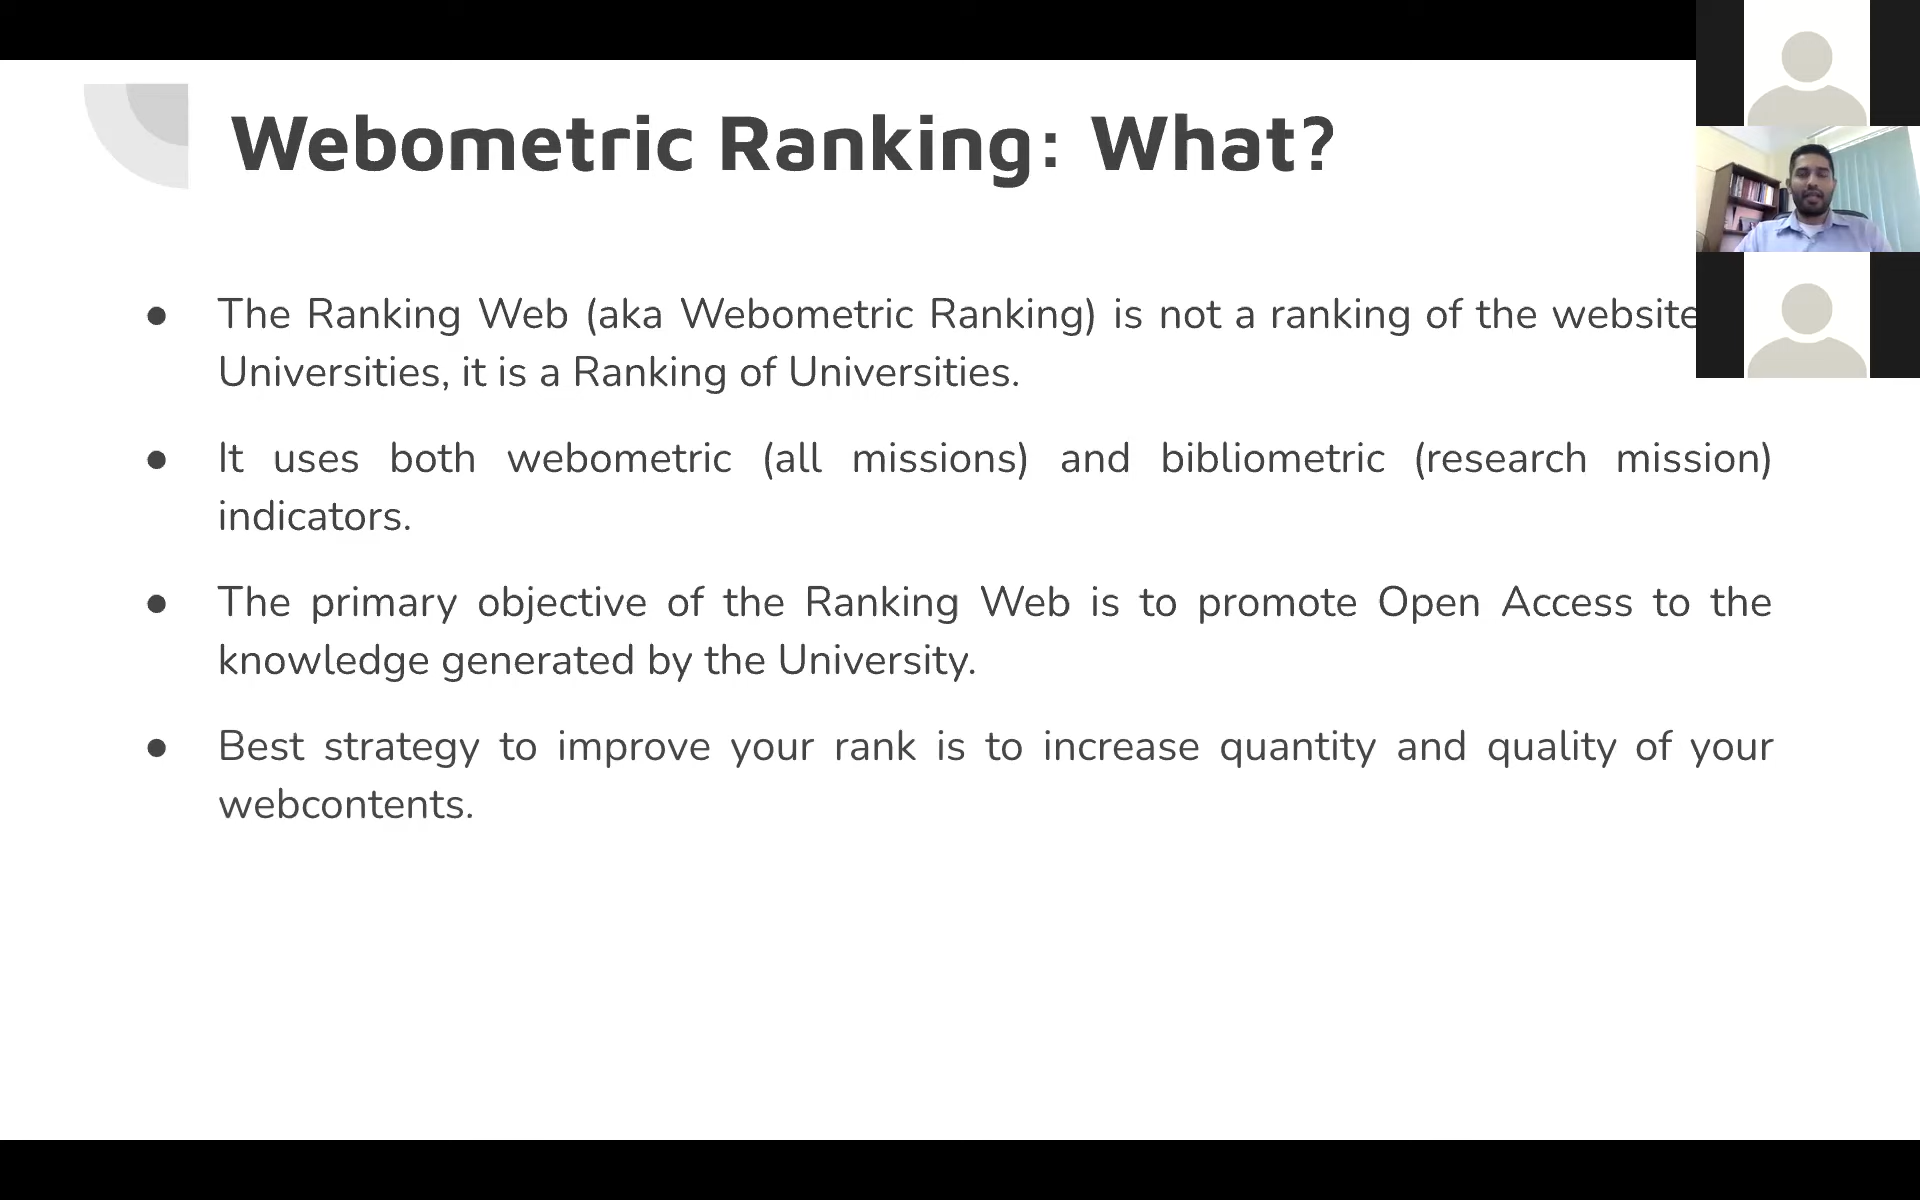 Webometric Ranking: What?
● The Ranking Web (aka Webometric Ranking) is not a ranking of the website
Universities, it is a Ranking of Universities.
● It uses both webometric (all missions) and bibliometric (research mission)
indicators.
● The primary objective of the Ranking Web is to promote Open Access to the
knowledge generated by the University.
● Best strategy to improve your rank is to increase quantity and quality of your
webcontents.